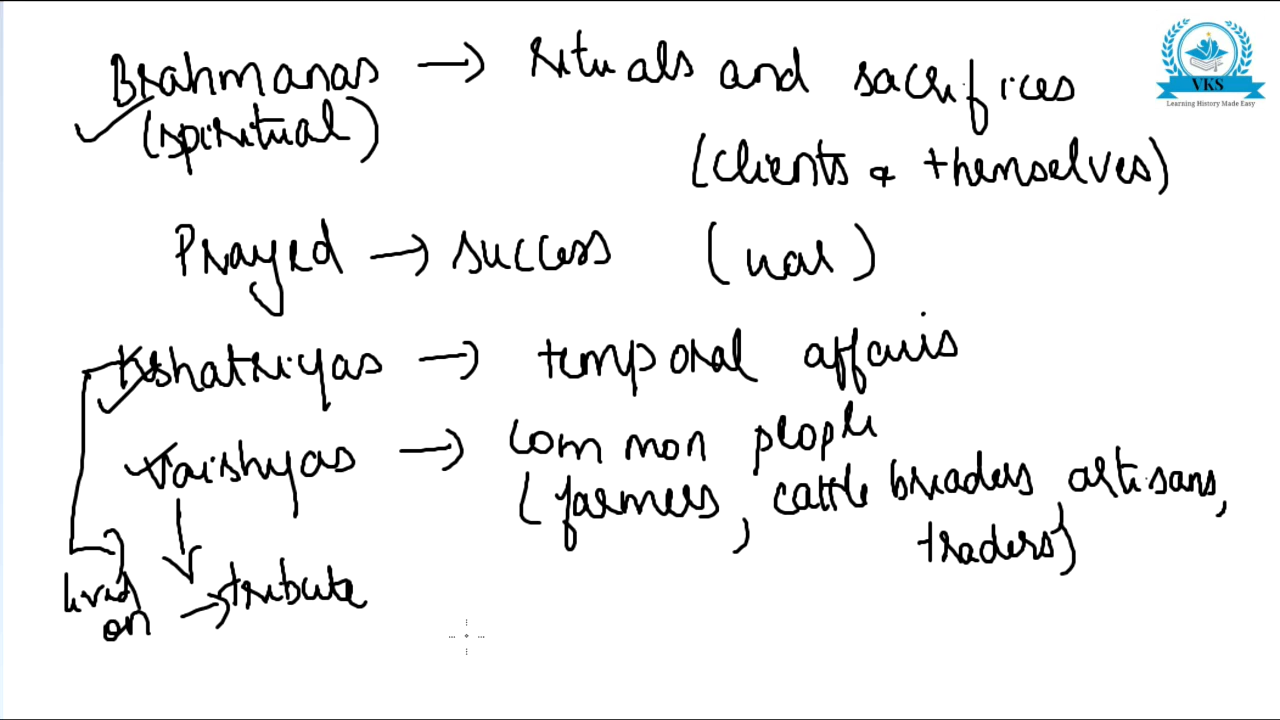 Brahmanas → rituals and sacrifices
(spiritual)
(clients & themselves)
Prayed → success (war)
Kshatriyas → temporal affairs
Vaishyas → common people
(farmers, cattle breaders, artisans,
traders)
lived on → tribute
VKS
Learning History Made Easy